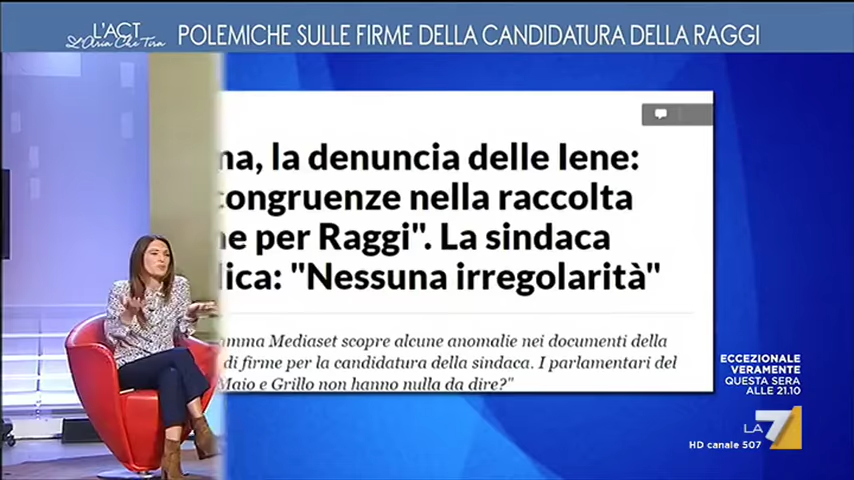 L'ACT
L'Aria Che Tira
POLEMICHE SULLE FIRME DELLA CANDIDATURA DELLA RAGGI
ma, la denuncia delle Iene:
congruenze nella raccolta
ne per Raggi". La sindaca
lica: "Nessuna irregolarità"
amma Mediaset scopre alcune anomalie nei documenti della
di firme per la candidatura della sindaca. I parlamentari del
Maio e Grillo non hanno nulla da dire?"
ECCEZIONALE
VERAMENTE
QUESTA SERA
ALLE 21.10
LA7
HD canale 507